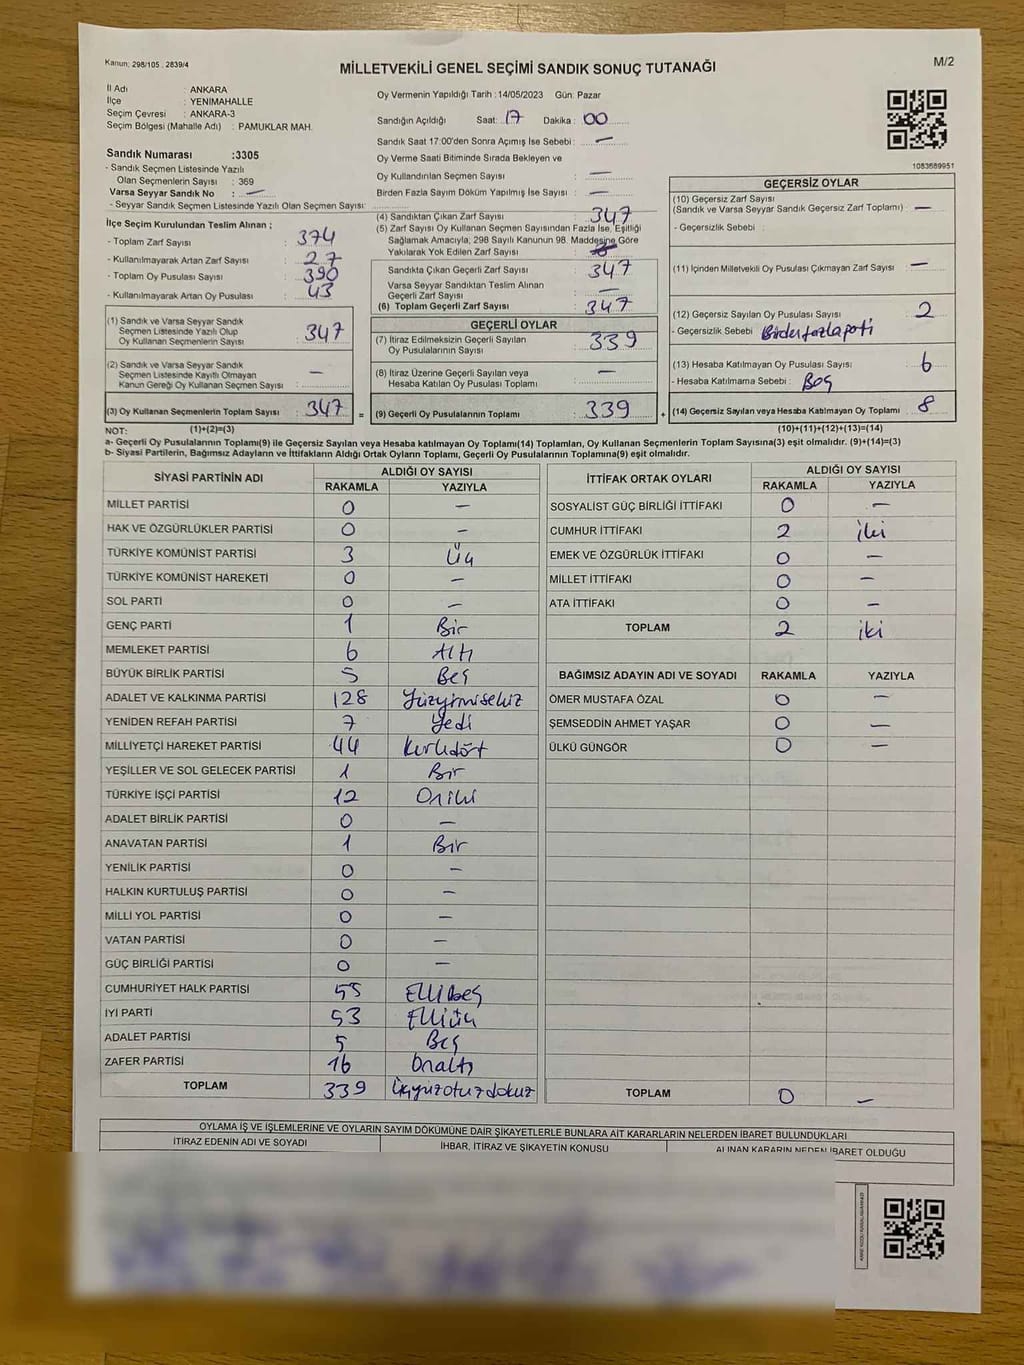 Kanun; 298/105 , 2839/4
MİLLETVEKİLİ GENEL SEÇİMİ SANDIK SONUÇ TUTANAĞI
M/2
İl Adı : ANKARA
İlçe : YENİMAHALLE
Seçim Çevresi : ANKARA-3
Seçim Bölgesi (Mahalle Adı) : PAMUKLAR MAH.
Sandık Numarası :3305
- Sandık Seçmen Listesinde Yazılı
Olan Seçmenlerin Sayısı : 369
Varsa Seyyar Sandık No : —
- Seyyar Sandık Seçmen Listesinde Yazılı Olan Seçmen Sayısı:
Oy Vermenin Yapıldığı Tarih :14/05/2023 Gün: Pazar
Sandığın Açıldığı Saat: 17 Dakika : 00
Sandık Saat 17:00'den Sonra Açımış İse Sebebi : —
Oy Verme Saati Bitiminde Sırada Bekleyen ve
Oy Kullandırılan Seçmen Sayısı : —
Birden Fazla Sayım Döküm Yapılmış İse Sayısı : —
1083689951
İlçe Seçim Kurulundan Teslim Alınan ;
- Toplam Zarf Sayısı : 374
- Kullanılmayarak Artan Zarf Sayısı : 27
- Toplam Oy Pusulası Sayısı : 390
- Kullanılmayarak Artan Oy Pusulası : 43
(1) Sandık ve Varsa Seyyar Sandık
Seçmen Listesinde Yazılı Olup
Oy Kullanan Seçmenlerin Sayısı : 347
(2) Sandık ve Varsa Seyyar Sandık
Seçmen Listesinde Kayıtlı Olmayan
Kanun Gereği Oy Kullanan Seçmen Sayısı : —
(3) Oy Kullanan Seçmenlerin Toplam Sayısı : 347 =
(4) Sandıktan Çıkan Zarf Sayısı : 347
(5) Zarf Sayısı Oy Kullanan Seçmen Sayısından Fazla İse, Eşitliği
Sağlamak Amacıyla; 298 Sayılı Kanunun 98. Maddesine Göre
Yakılarak Yok Edilen Zarf Sayısı :
Sandıkta Çıkan Geçerli Zarf Sayısı : 347
Varsa Seyyar Sandıktan Teslim Alınan
Geçerli Zarf Sayısı : —
(6) Toplam Geçerli Zarf Sayısı : 347
GEÇERLİ OYLAR
(7) İtiraz Edilmeksizin Geçerli Sayılan
Oy Pusulalarının Sayısı : 339
(8) İtiraz Üzerine Geçerli Sayılan veya
Hesaba Katılan Oy Pusulası Toplamı : —
(9) Geçerli Oy Pusulalarının Toplamı : 339 +
GEÇERSİZ OYLAR
(10) Geçersiz Zarf Sayısı
(Sandık ve Varsa Seyyar Sandık Geçersiz Zarf Toplamı) : —
- Geçersizlik Sebebi :
(11) İçinden Milletvekili Oy Pusulası Çıkmayan Zarf Sayısı : —
(12) Geçersiz Sayılan Oy Pusulası Sayısı : 2
- Geçersizlik Sebebi : Birden fazla parti
(13) Hesaba Katılmayan Oy Pusulası Sayısı : 6
- Hesaba Katılmama Sebebi : Boş
(14) Geçersiz Sayılan veya Hesaba Katılmayan Oy Toplamı : 8
NOT: (1)+(2)=(3)
(10)+(11)+(12)+(13)=(14)
a- Geçerli Oy Pusulalarının Toplamı(9) ile Geçersiz Sayılan veya Hesaba katılmayan Oy Toplamı(14) Toplamları, Oy Kullanan Seçmenlerin Toplam Sayısına(3) eşit olmalıdır. (9)+(14)=(3)
b- Siyasi Partilerin, Bağımsız Adayların ve İttifakların Aldığı Ortak Oyların Toplamı, Geçerli Oy Pusulalarının Toplamına(9) eşit olmalıdır.
SİYASİ PARTİNİN ADI ALDIĞI OY SAYISI
RAKAMLA YAZIYLA
MİLLET PARTİSİ 0 —
HAK VE ÖZGÜRLÜKLER PARTİSİ 0 —
TÜRKİYE KOMÜNİST PARTİSİ 3 Üç
TÜRKİYE KOMÜNİST HAREKETİ 0 —
SOL PARTİ 0 —
GENÇ PARTİ 1 Bir
MEMLEKET PARTİSİ 6 Altı
BÜYÜK BİRLİK PARTİSİ 5 Beş
ADALET VE KALKINMA PARTİSİ 128 Yüzyirmisekiz
YENİDEN REFAH PARTİSİ 7 Yedi
MİLLİYETÇİ HAREKET PARTİSİ 44 Kırkdört
YEŞİLLER VE SOL GELECEK PARTİSİ 1 Bir
TÜRKİYE İŞÇİ PARTİSİ 12 Oniki
ADALET BİRLİK PARTİSİ 0 —
ANAVATAN PARTİSİ 1 Bir
YENİLİK PARTİSİ 0 —
HALKIN KURTULUŞ PARTİSİ 0 —
MİLLİ YOL PARTİSİ 0 —
VATAN PARTİSİ 0 —
GÜÇ BİRLİĞİ PARTİSİ 0 —
CUMHURİYET HALK PARTİSİ 55 Ellibeş
İYİ PARTİ 53 Elliüç
ADALET PARTİSİ 5 Beş
ZAFER PARTİSİ 16 Onaltı
TOPLAM 339 Üçyüzotuzdokuz
İTTİFAK ORTAK OYLARI ALDIĞI OY SAYISI
RAKAMLA YAZIYLA
SOSYALİST GÜÇ BİRLİĞİ İTTİFAKI 0 —
CUMHUR İTTİFAKI 2 iki
EMEK VE ÖZGÜRLÜK İTTİFAKI 0 —
MİLLET İTTİFAKI 0 —
ATA İTTİFAKI 0 —
TOPLAM 2 iki
BAĞIMSIZ ADAYIN ADI VE SOYADI RAKAMLA YAZIYLA
ÖMER MUSTAFA ÖZAL 0 —
ŞEMSEDDİN AHMET YAŞAR 0 —
ÜLKÜ GÜNGÖR 0 —
TOPLAM 0 —
OYLAMA İŞ VE İŞLEMLERİNE VE OYLARIN SAYIM DÖKÜMÜNE DAİR ŞİKAYETLERLE BUNLARA AİT KARARLARIN NELERDEN İBARET BULUNDUKLARI
İTİRAZ EDENİN ADI VE SOYADI İHBAR, İTİRAZ VE ŞİKAYETİN KONUSU ALINAN KARARIN NEDEN İBARET OLDUĞU